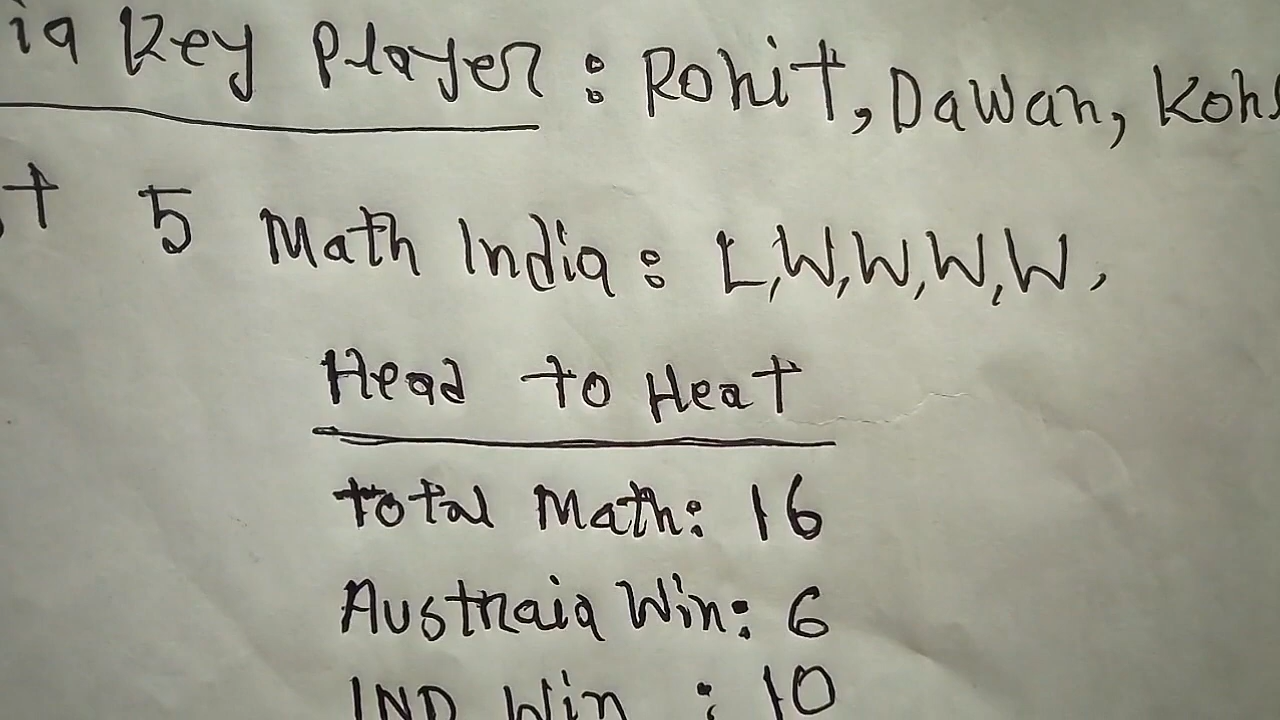 ia Key Player : Rohit, Dawan, Koh
t 5 Math India : L,W,W,W,W,
Head to Heat
Total Math: 16
Austraia Win: 6
IND Win : 10